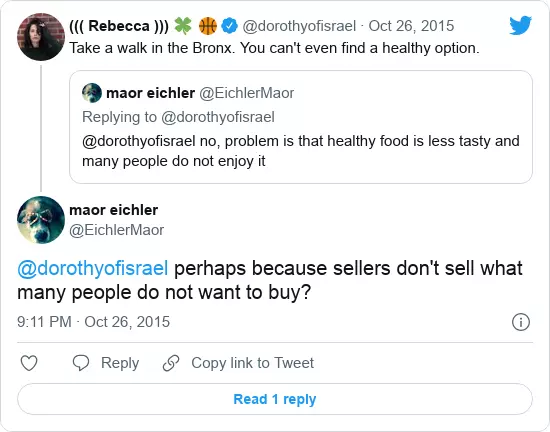 ((( Rebecca ))) 🍀 🏀 @dorothyofisrael · Oct 26, 2015
Take a walk in the Bronx. You can't even find a healthy option.
maor eichler @EichlerMaor
Replying to @dorothyofisrael
@dorothyofisrael no, problem is that healthy food is less tasty and
many people do not enjoy it
maor eichler
@EichlerMaor
@dorothyofisrael perhaps because sellers don't sell what
many people do not want to buy?
9:11 PM · Oct 26, 2015
Reply
Copy link to Tweet
Read 1 reply